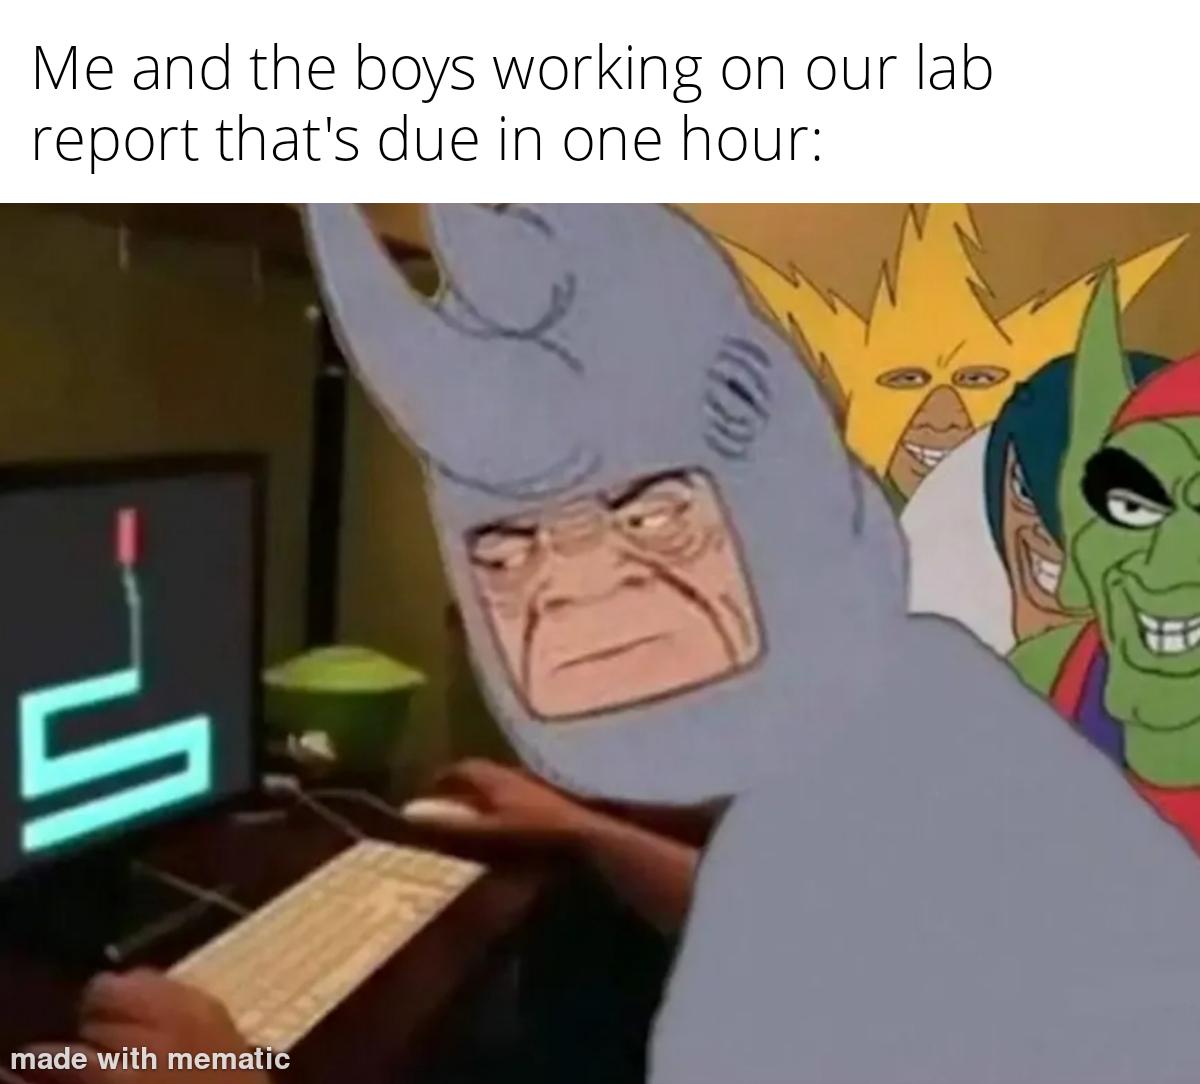 Me and the boys working on our lab
report that's due in one hour:
made with mematic